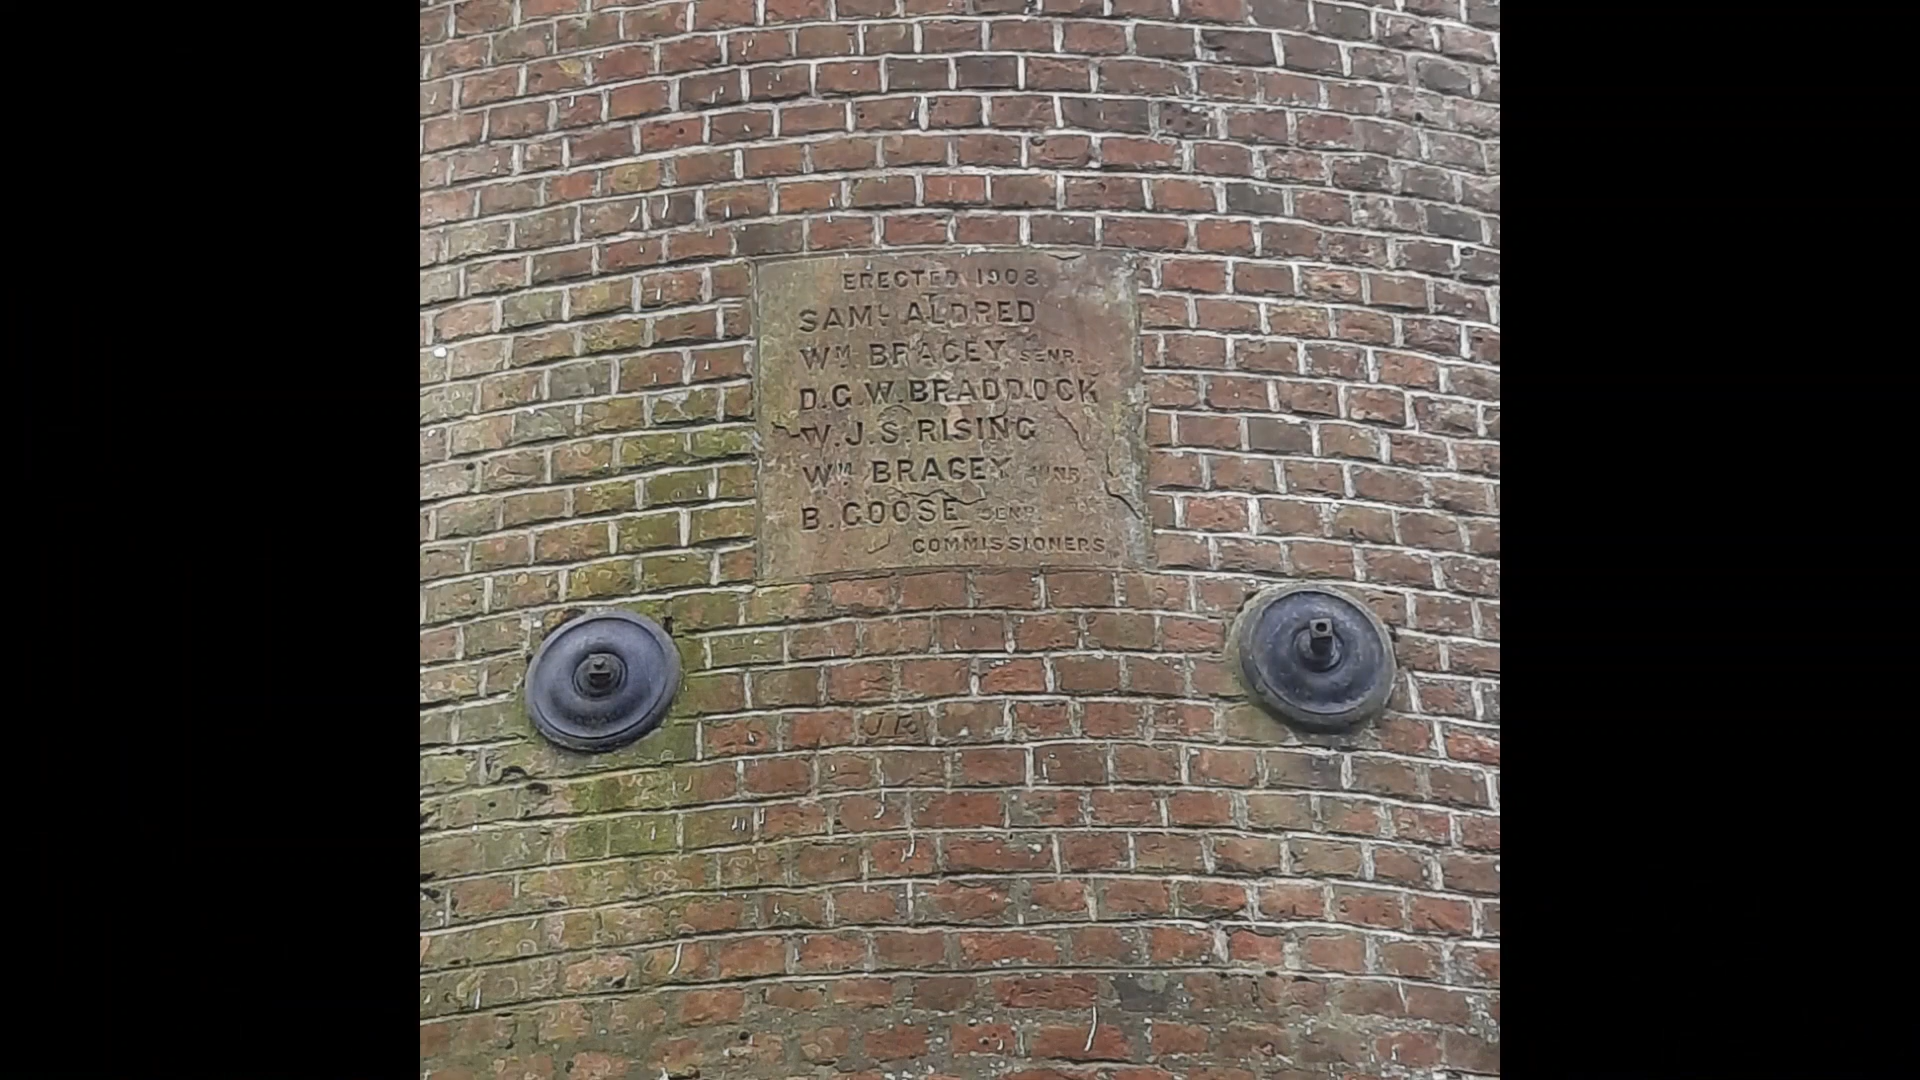 ERECTED 1908
SAML ALDRED
WM BRACEY SENR.
D.G.W.BRADDOCK
W.J.S.RISING
WM BRACEY JUNR.
B.GOOSE SENR.
COMMISSIONERS